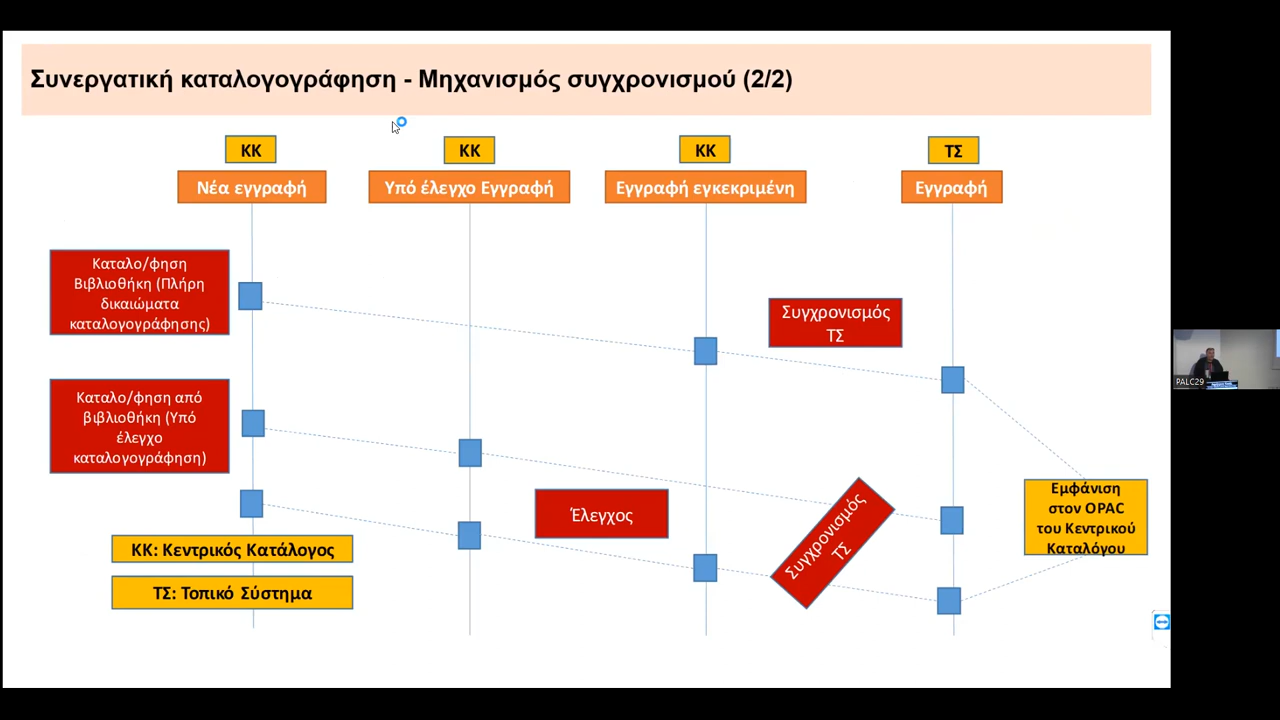 Συνεργατική καταλογογράφηση - Μηχανισμός συγχρονισμού (2/2)
ΚΚ
ΚΚ
ΚΚ
ΤΣ
Νέα εγγραφή
Υπό έλεγχο Εγγραφή
Εγγραφή εγκεκριμένη
Εγγραφή
Καταλο/φηση
Βιβλιοθήκη (Πλήρη
δικαιώματα
καταλογογράφησης)
Συγχρονισμός
ΤΣ
Καταλο/φηση από
βιβλιοθήκη (Υπό
έλεγχο
καταλογογράφηση)
Έλεγχος
Συγχρονισμός
ΤΣ
Εμφάνιση
στον OPAC
του Κεντρικού
Καταλόγου
ΚΚ: Κεντρικός Κατάλογος
ΤΣ: Τοπικό Σύστημα
PALC29